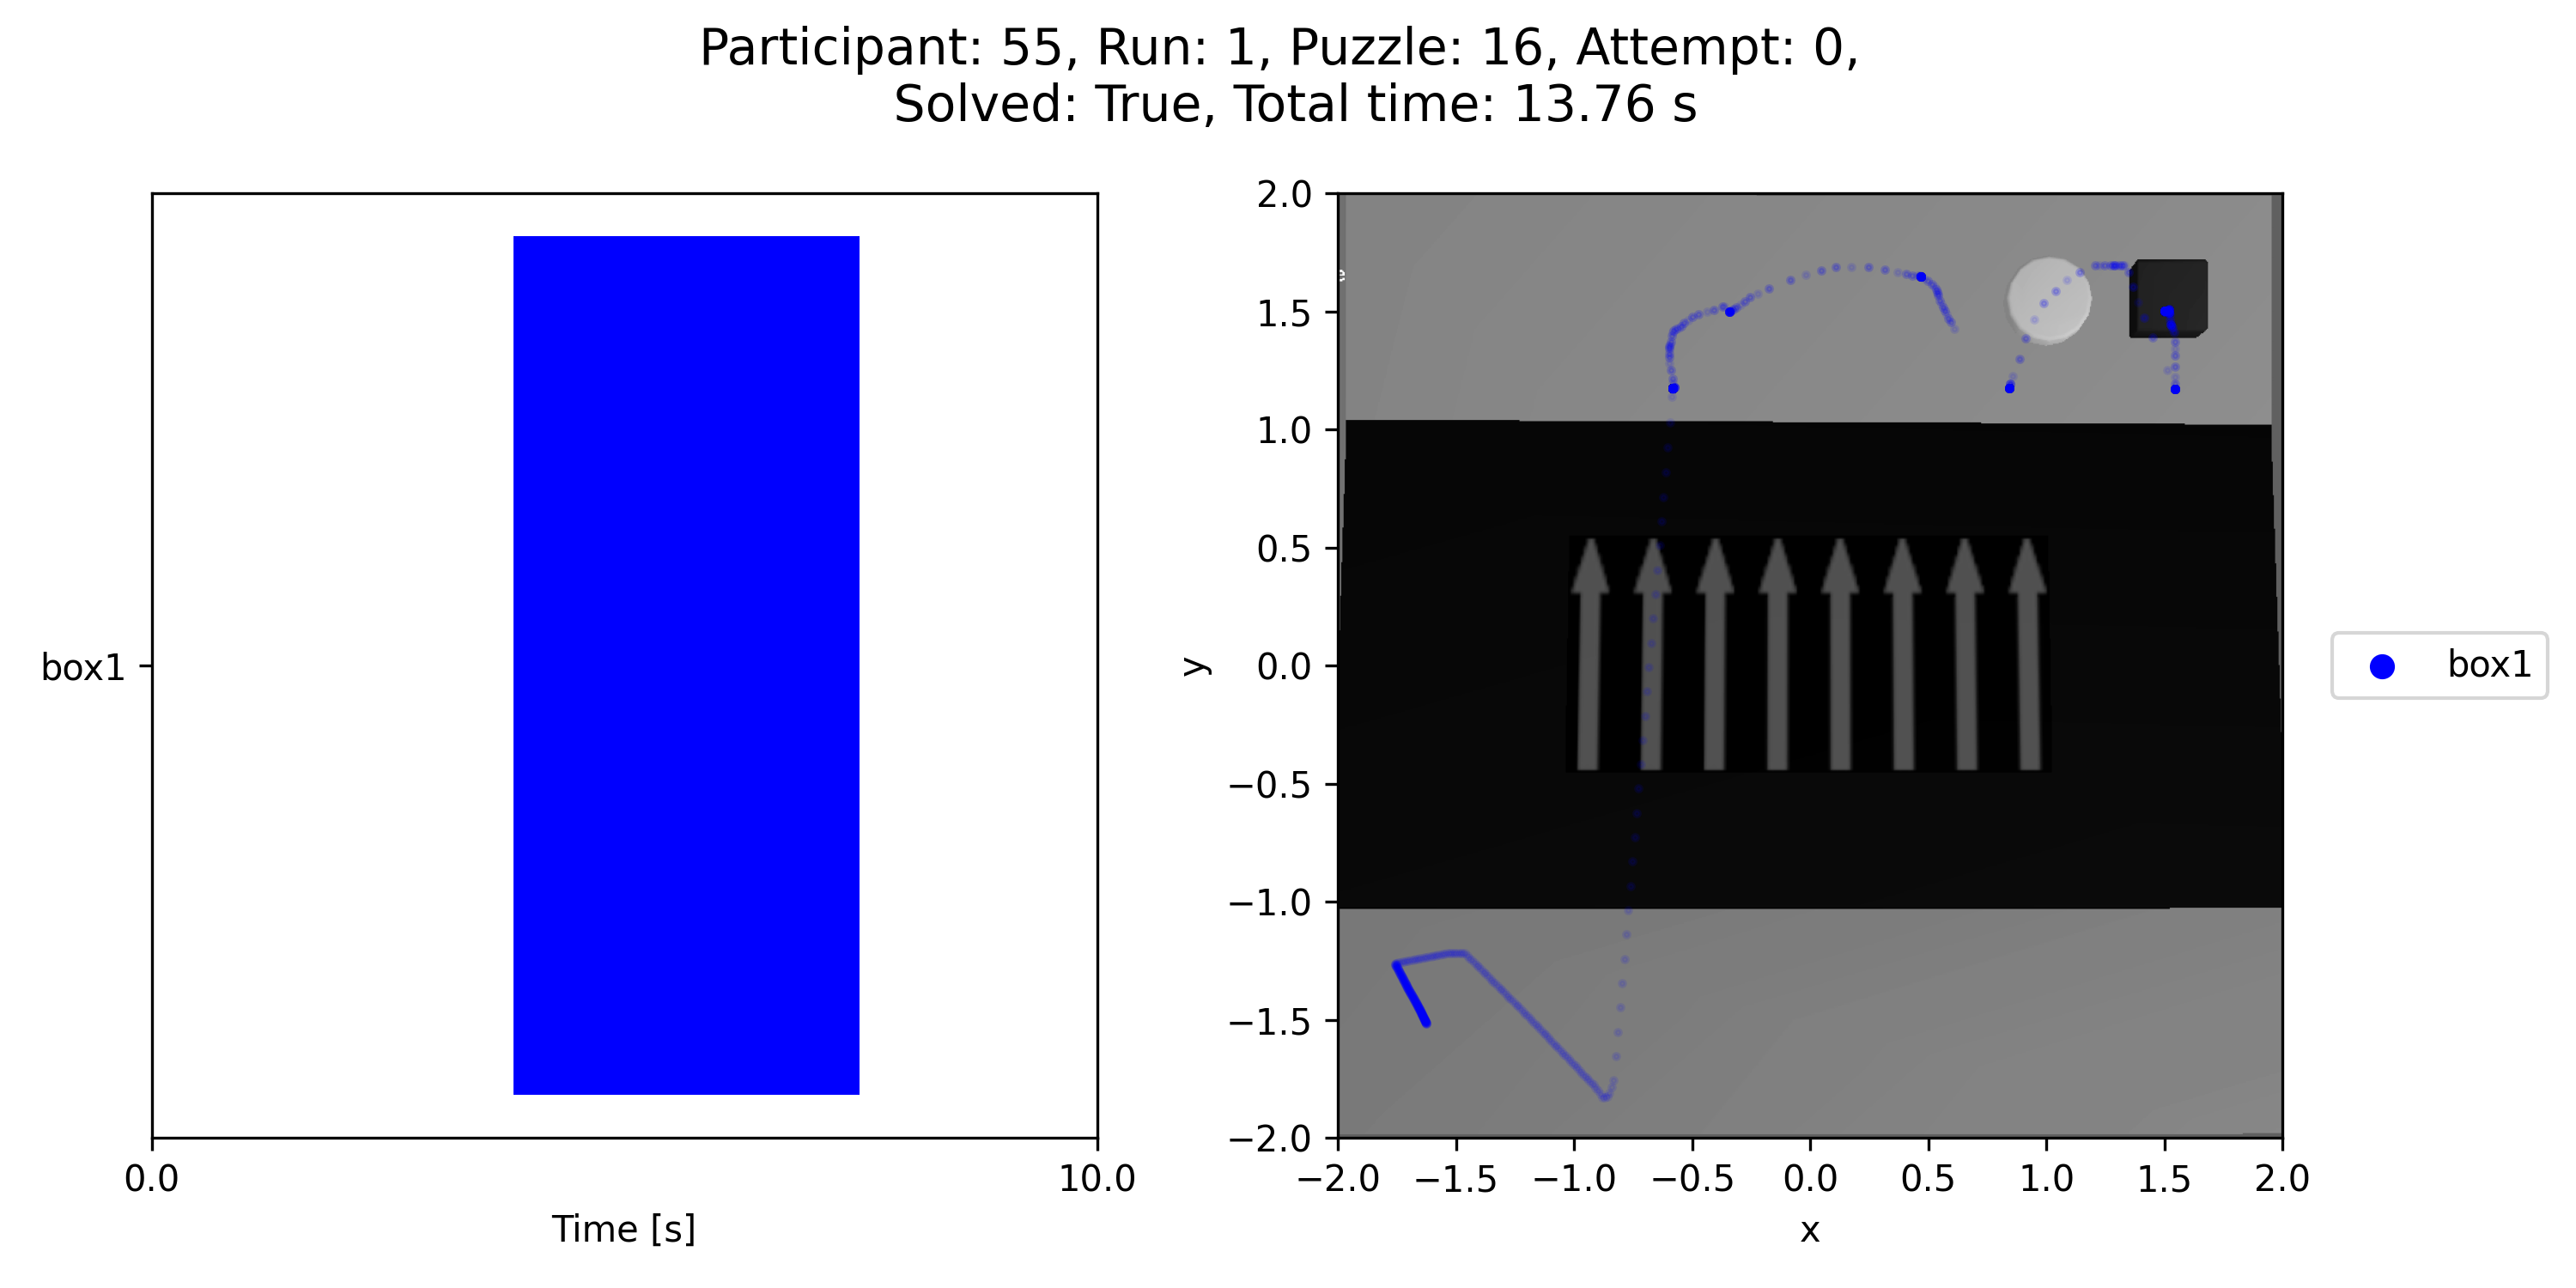 Participant: 55, Run: 1, Puzzle: 16, Attempt: 0,
Solved: True, Total time: 13.76 s
box1
0.0
10.0
Time [s]
2.0
1.5
1.0
0.5
0.0
−0.5
−1.0
−1.5
−2.0
y
e
−2.0
−1.5
−1.0
−0.5
0.0
0.5
1.0
1.5
2.0
x
box1